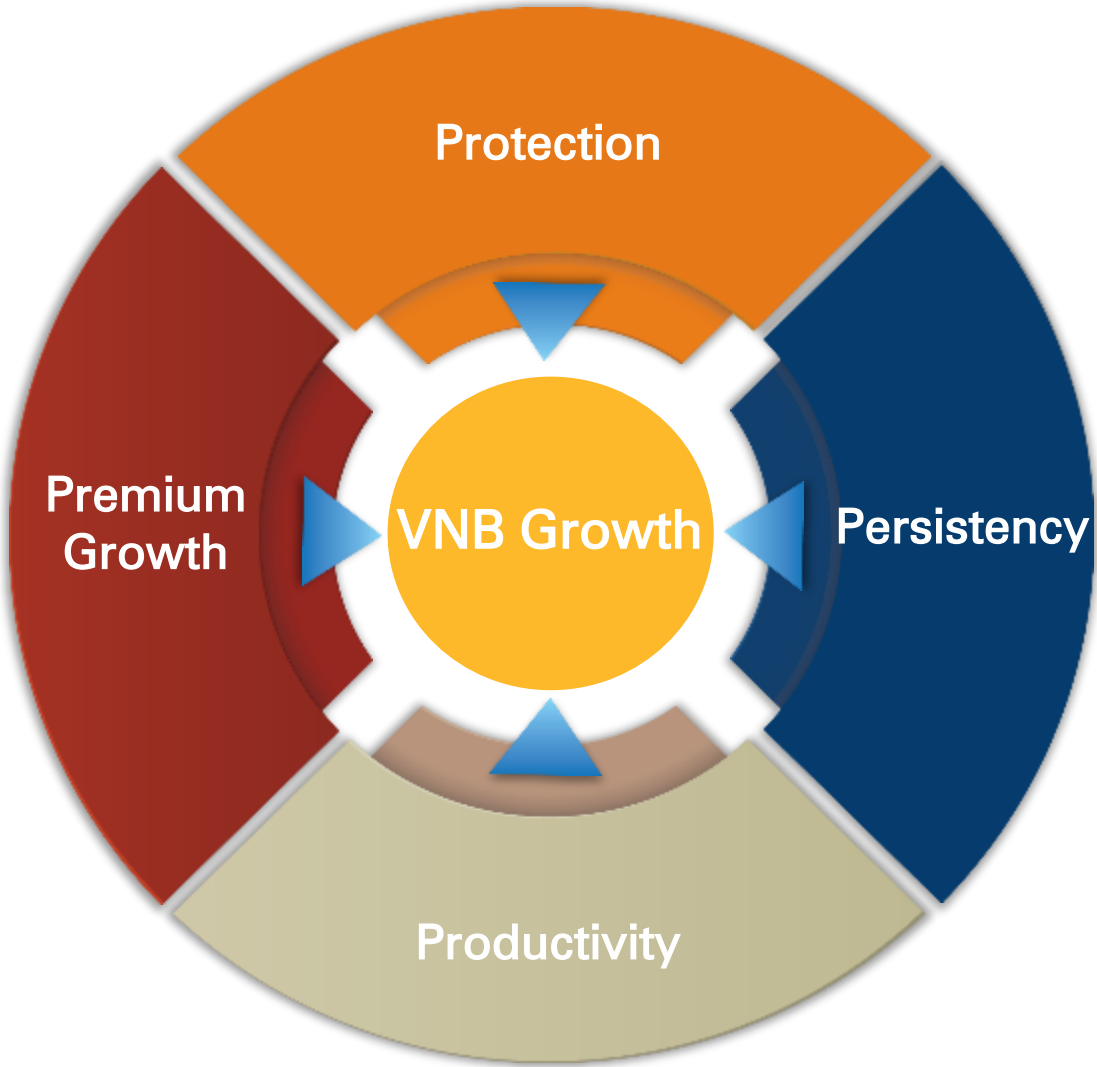 Protection
Premium
Growth
VNB Growth
Persistency
Productivity